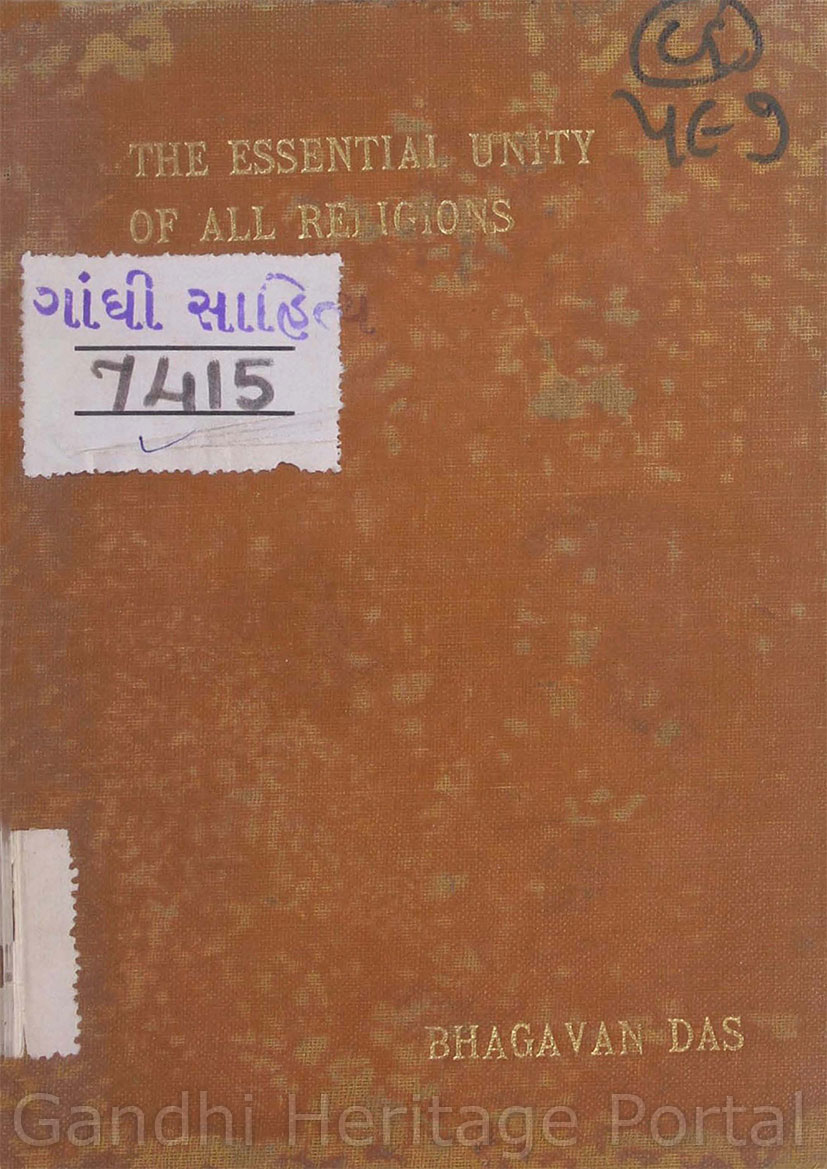 ૫૯૭
THE ESSENTIAL UNITY
OF ALL RELIGIONS
ગાંધી સાહિત્ય
7415
BHAGAVAN DAS
Gandhi Heritage Portal